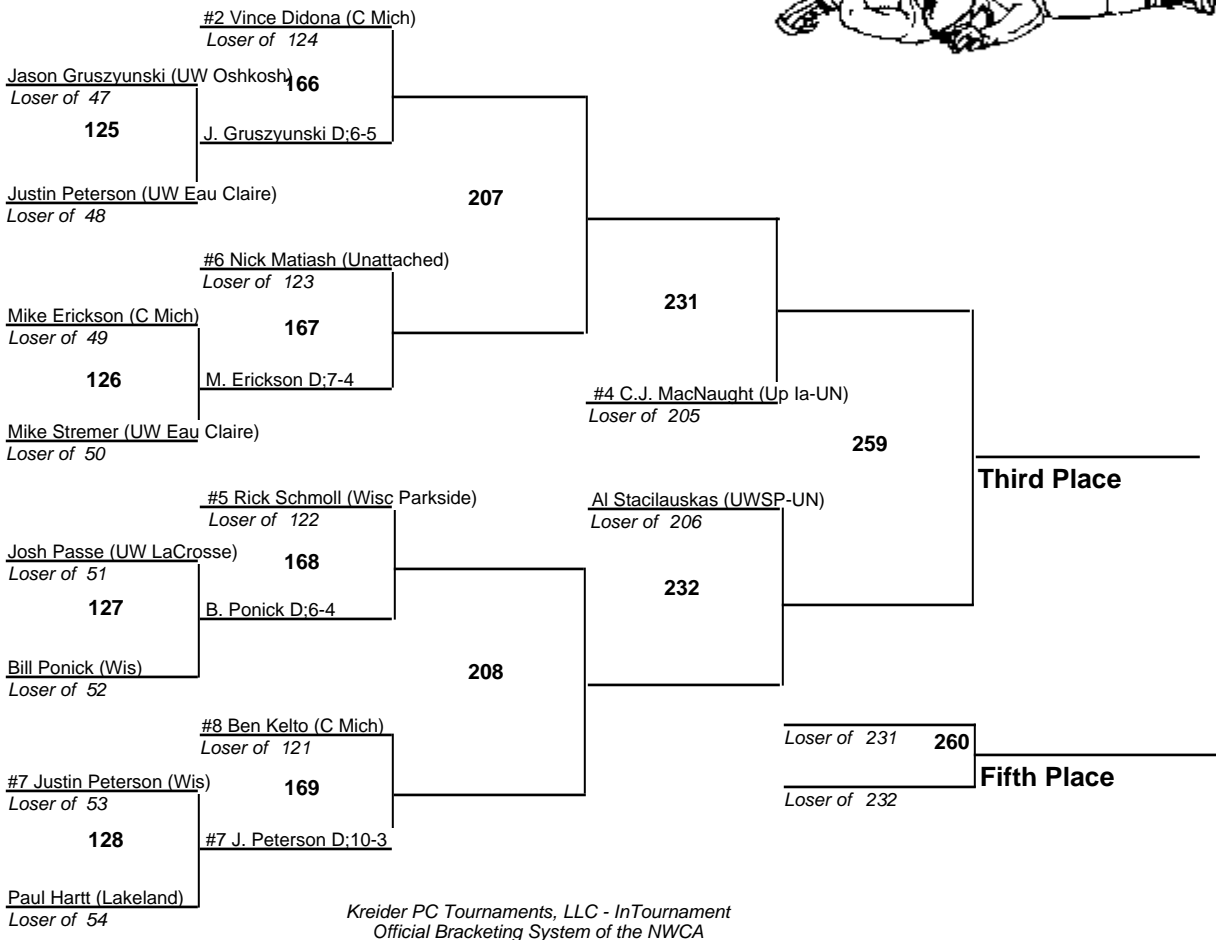 #2 Vince Didona (C Mich)
Loser of 124
Jason Gruszyunski (UW Oshkosh)
166
Loser of 47
125
J. Gruszyunski D;6-5
Justin Peterson (UW Eau Claire)
Loser of 48
207
#6 Nick Matiash (Unattached)
Loser of 123
Mike Erickson (C Mich)
Loser of 49
167
231
126
M. Erickson D;7-4
#4 C.J. MacNaught (Up Ia-UN)
Loser of 205
Mike Stremer (UW Eau Claire)
Loser of 50
259
Third Place
#5 Rick Schmoll (Wisc Parkside)
Loser of 122
Al Stacilauskas (UWSP-UN)
Loser of 206
Josh Passe (UW LaCrosse)
Loser of 51
168
232
127
B. Ponick D;6-4
Bill Ponick (Wis)
Loser of 52
208
#8 Ben Kelto (C Mich)
Loser of 121
Loser of 231
260
#7 Justin Peterson (Wis)
Loser of 53
169
Fifth Place
Loser of 232
128
#7 J. Peterson D;10-3
Paul Hartt (Lakeland)
Loser of 54
Kreider PC Tournaments, LLC - InTournament
Official Bracketing System of the NWCA